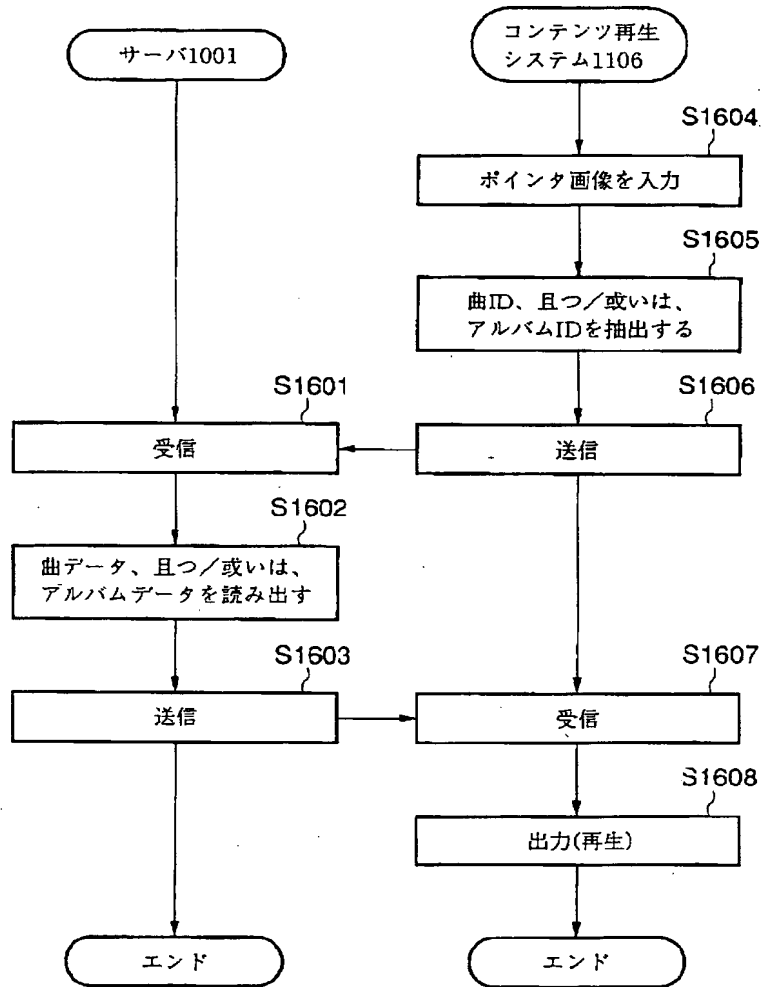 サーバ1001
コンテンツ再生
システム1106
S1604
ポインタ画像を入力
S1605
曲ID、且つ／或いは、
アルバムIDを抽出する
S1601
受信
S1606
送信
S1602
曲データ、且つ／或いは、
アルバムデータを読み出す
S1603
送信
S1607
受信
S1608
出力(再生)
エンド
エンド